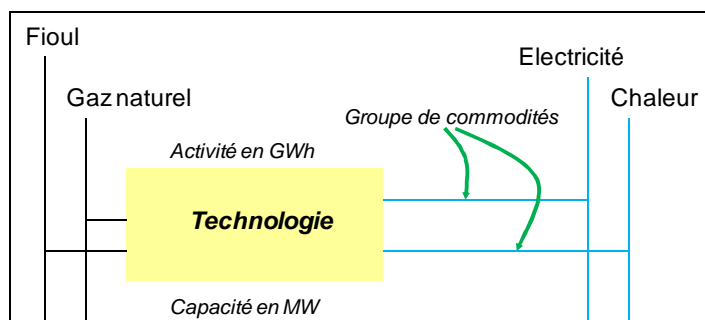 Fioul
Electricité
Gaz naturel
Chaleur
Groupe de commodités
Activité en GWh
Technologie
Capacité en MW